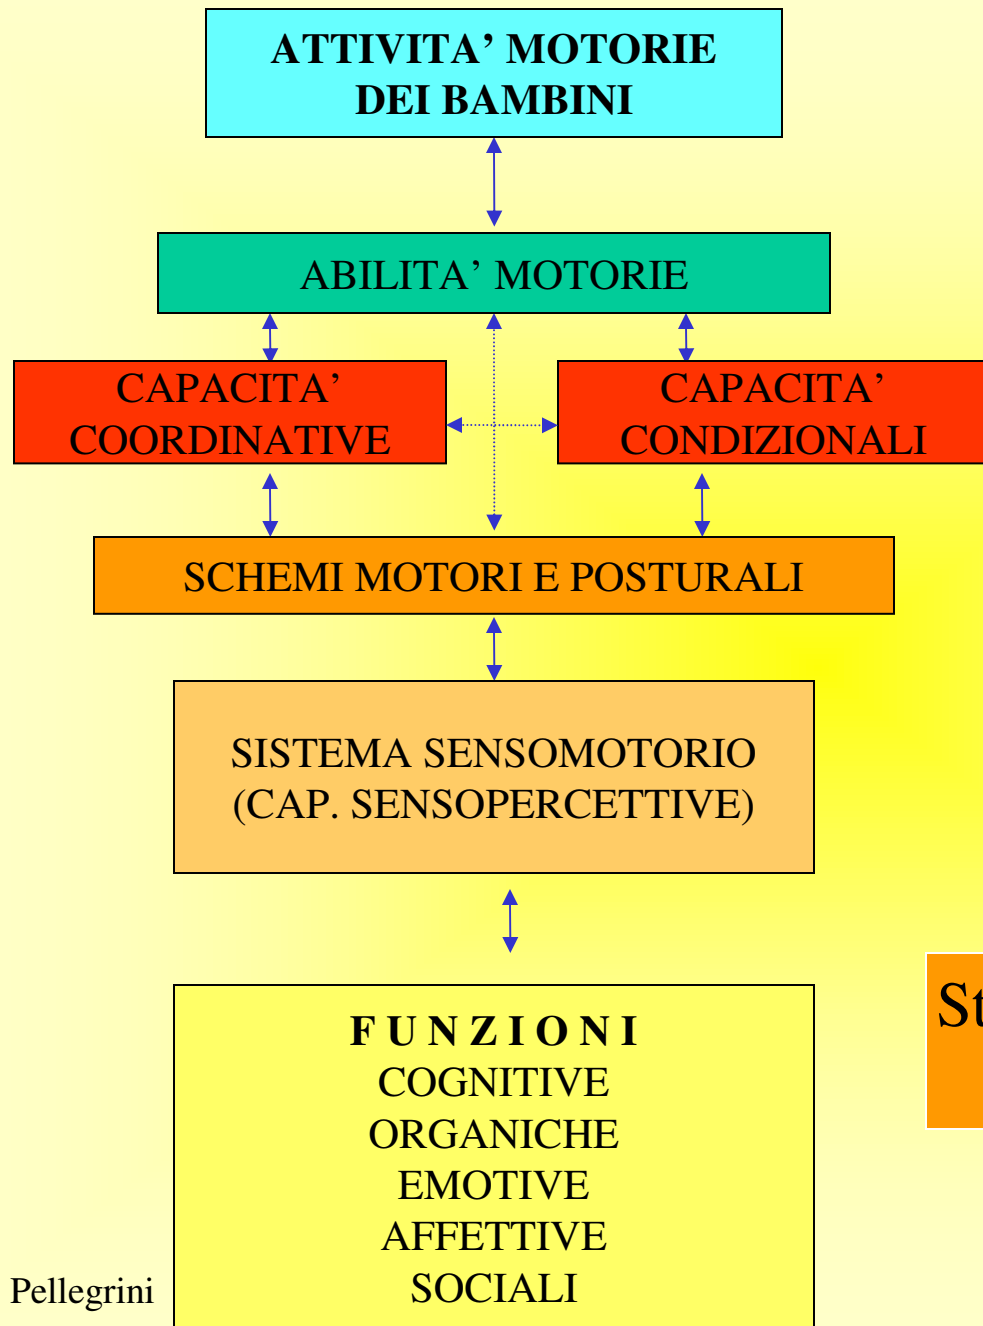 ATTIVITA’ MOTORIE
DEI BAMBINI
ABILITA’ MOTORIE
CAPACITA’
COORDINATIVE
CAPACITA’
CONDIZIONALI
SCHEMI MOTORI E POSTURALI
SISTEMA SENSOMOTORIO
(CAP. SENSOPERCETTIVE)
F U N Z I O N I
COGNITIVE
ORGANICHE
EMOTIVE
AFFETTIVE
SOCIALI
Pellegrini